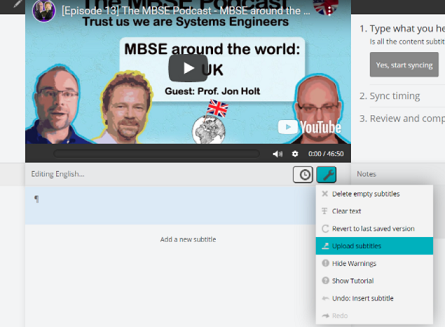 [Episode 13] The MBSE Podcast - MBSE around the ...
Trust us we are Systems Engineers
MBSE around the world:
UK
Guest: Prof. Jon Holt
YouTube
0:00 / 46:50
Editing English...
Notes
¶
Add a new subtitle
Delete empty subtitles
Clear text
Revert to last saved version
Upload subtitles
Hide Warnings
Show Tutorial
Undo: Insert subtitle
Redo
1. Type what you he
Is all the content subtitl
Yes, start syncing
2. Sync timing
3. Review and comp